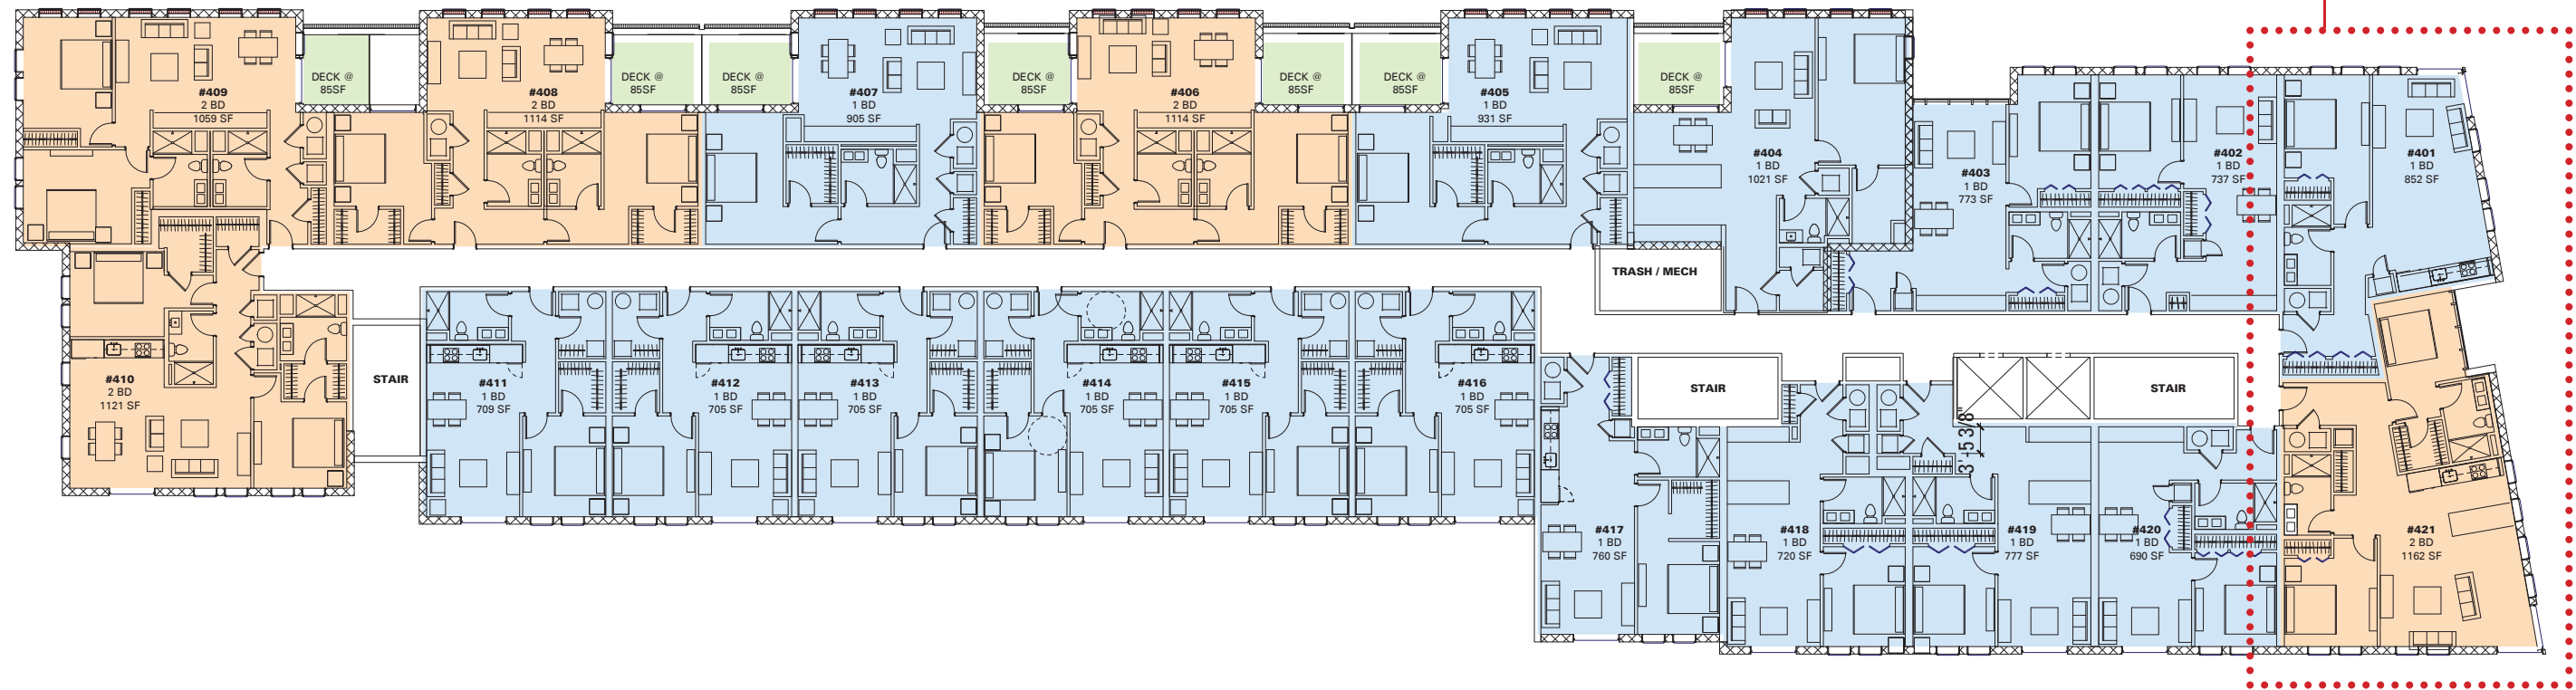 DECK @
85SF
DECK @
85SF
DECK @
85SF
DECK @
85SF
DECK @
85SF
DECK @
85SF
DECK @
85SF
#409
2 BD
1059 SF
#408
2 BD
1114 SF
#407
1 BD
905 SF
#406
2 BD
1114 SF
#405
1 BD
931 SF
#404
1 BD
1021 SF
#403
1 BD
773 SF
#402
1 BD
737 SF
#401
1 BD
852 SF
TRASH / MECH
#410
2 BD
1121 SF
STAIR
#411
1 BD
709 SF
#412
1 BD
705 SF
#413
1 BD
705 SF
#414
1 BD
705 SF
#415
1 BD
705 SF
#416
1 BD
705 SF
STAIR
STAIR
3'-5 3/8"
#417
1 BD
760 SF
#418
1 BD
720 SF
#419
1 BD
777 SF
#420
1 BD
690 SF
#421
2 BD
1162 SF